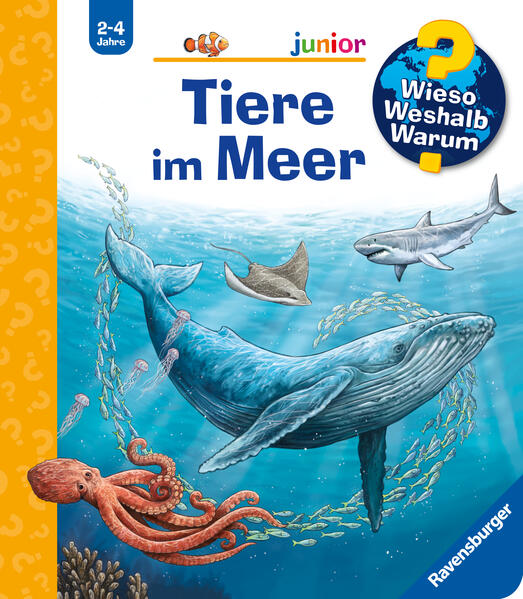 2-4
Jahre
junior
Wieso
Weshalb
Warum
?
Tiere
im Meer
Ravensburger